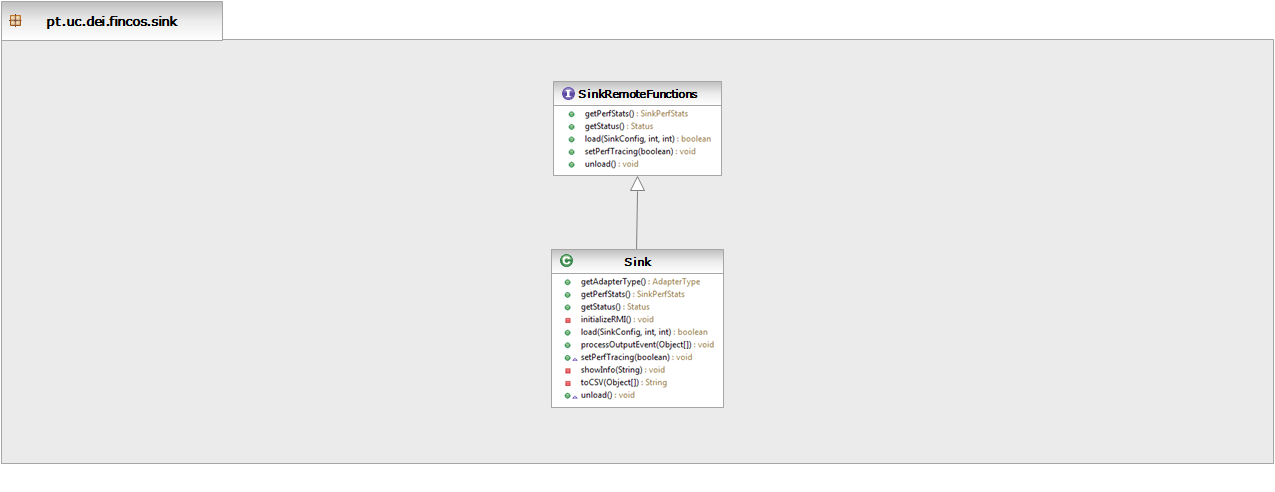 pt.uc.dei.fincos.sink
I SinkRemoteFunctions
getPerfStats() : SinkPerfStats
getStatus() : Status
load(SinkConfig, int, int) : boolean
setPerfTracing(boolean) : void
unload() : void
C Sink
getAdapterType() : AdapterType
getPerfStats() : SinkPerfStats
getStatus() : Status
initializeRMI() : void
load(SinkConfig, int, int) : boolean
processOutputEvent(Object[]) : void
setPerfTracing(boolean) : void
showInfo(String) : void
toCSV(Object[]) : String
unload() : void